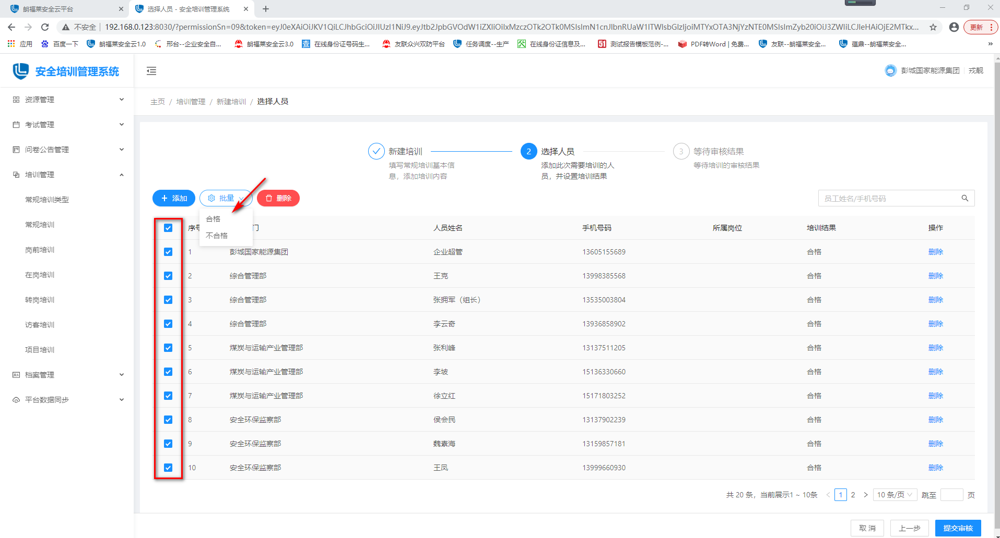 朗福莱安全云平台
选择人员 - 安全培训管理系统
不安全 192.168.0.123:8030/?permissionSn=09&token=eyJ0eXAiOiJKV1QiLCJhbGciOiJIUzI1NiJ9.eyJtb2JpbGVOdW1iZXIiOiIxMzczOTk2OTk0MSIsImN1cnJlbnRUaW1lTWlsbGlzIjoiMTYxOTA3NjYzNTE0MSIsImZyb20iOiJ3ZWIiLCJleHAiOjE2MTkx...
更新
应用 百度一下 朗福莱安全云1.0 邢台--企业安全自... 朗福莱安全云3.0 查 在线身份证号码生... 友联众兴双防平台 任务调度--生产 在线身份证信息及... 51 测试报告模板范例-... PDF转Word | 免费... 友联--朗福莱安全... 蕴鼎--朗福莱安全... »
安全培训管理系统
彭城国家能源集团 戎靓
主页 / 培训管理 / 新建培训 / 选择人员
资源管理
考试管理
问卷公告管理
培训管理
常规培训类型
常规培训
岗前培训
在岗培训
转岗培训
访客培训
项目培训
档案管理
平台数据同步
新建培训
填写常规培训基本信
息，添加培训内容
2 选择人员
添加此次需要培训的人
员，并设置培训结果
3 等待审核结果
等待培训的审核结果
添加 批量 删除
员工姓名/手机号码
合格
不合格
序号 门 人员姓名 手机号码 所属岗位 培训结果 操作
1 彭城国家能源集团 企业超管 13605155689 合格 删除
2 综合管理部 王克 13998385568 合格 删除
3 综合管理部 张拥军（组长） 13535003804 合格 删除
4 综合管理部 李云奇 13936858902 合格 删除
5 煤炭与运输产业管理部 张利峰 13137511205 合格 删除
6 煤炭与运输产业管理部 李坡 15136330660 合格 删除
7 煤炭与运输产业管理部 徐立红 15171803252 合格 删除
8 安全环保监察部 侯会民 13137902239 合格 删除
9 安全环保监察部 魏素海 13159857181 合格 删除
10 安全环保监察部 王凤 13999660930 合格 删除
共 20 条，当前展示1 ~ 10条 < 1 2 > 10 条/页 跳至 页
取 消 上一步 提交审核